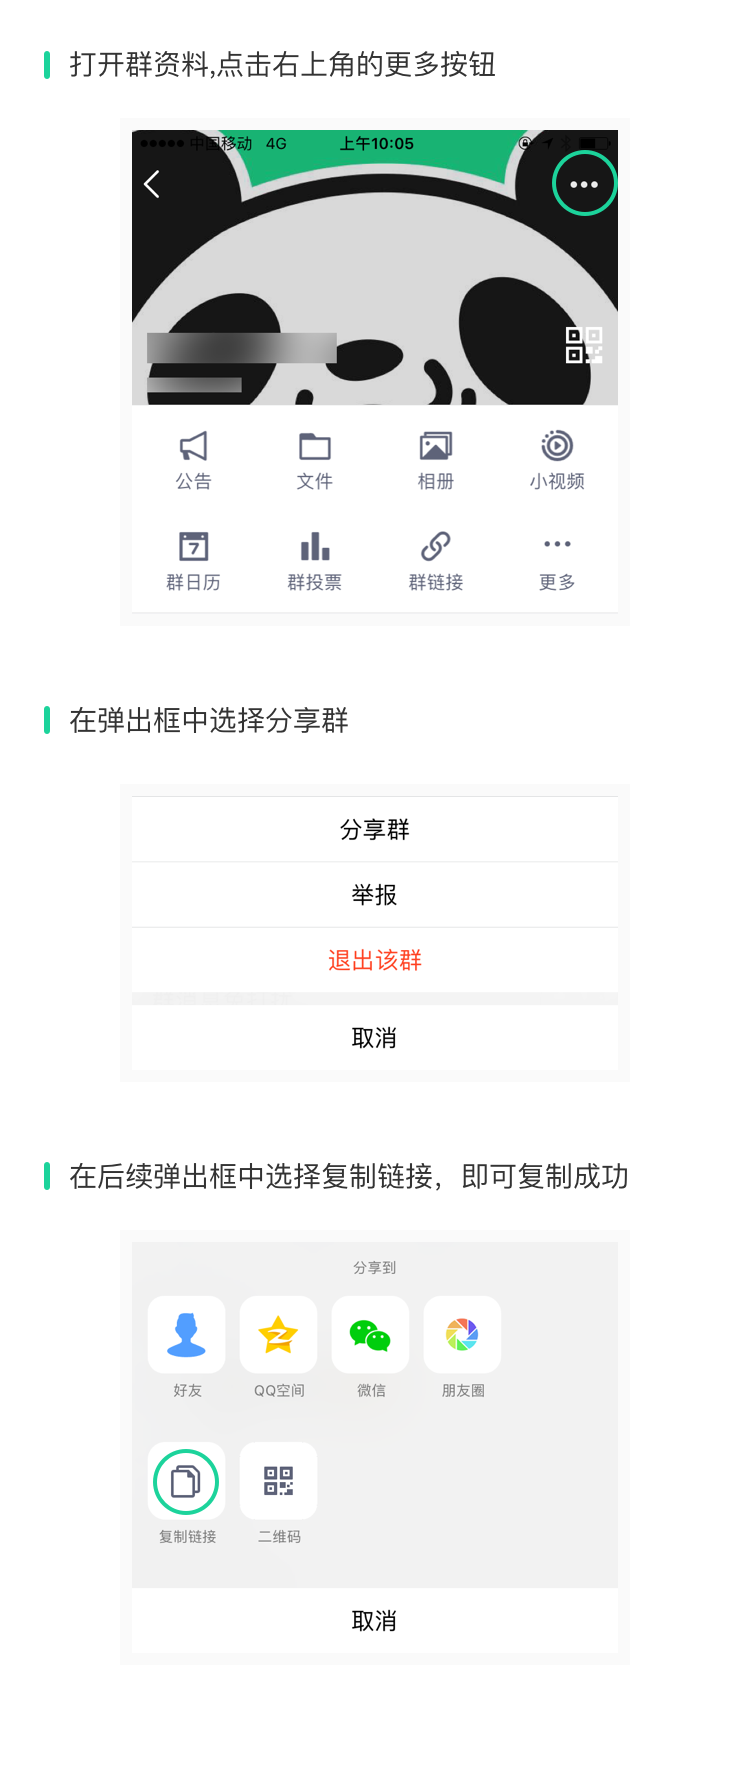 打开群资料,点击右上角的更多按钮
中国移动 4G 上午10:05
公告 文件 相册 小视频
7
群日历 群投票 群链接 更多
在弹出框中选择分享群
分享群
举报
退出该群
取消
在后续弹出框中选择复制链接，即可复制成功
分享到
好友 QQ空间 微信 朋友圈
复制链接 二维码
取消